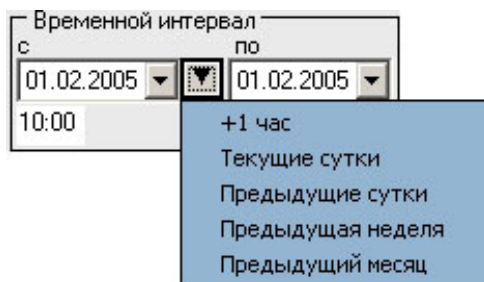 Временной интервал
с по
01.02.2005 01.02.2005
10:00
+1 час
Текущие сутки
Предыдущие сутки
Предыдущая неделя
Предыдущий месяц